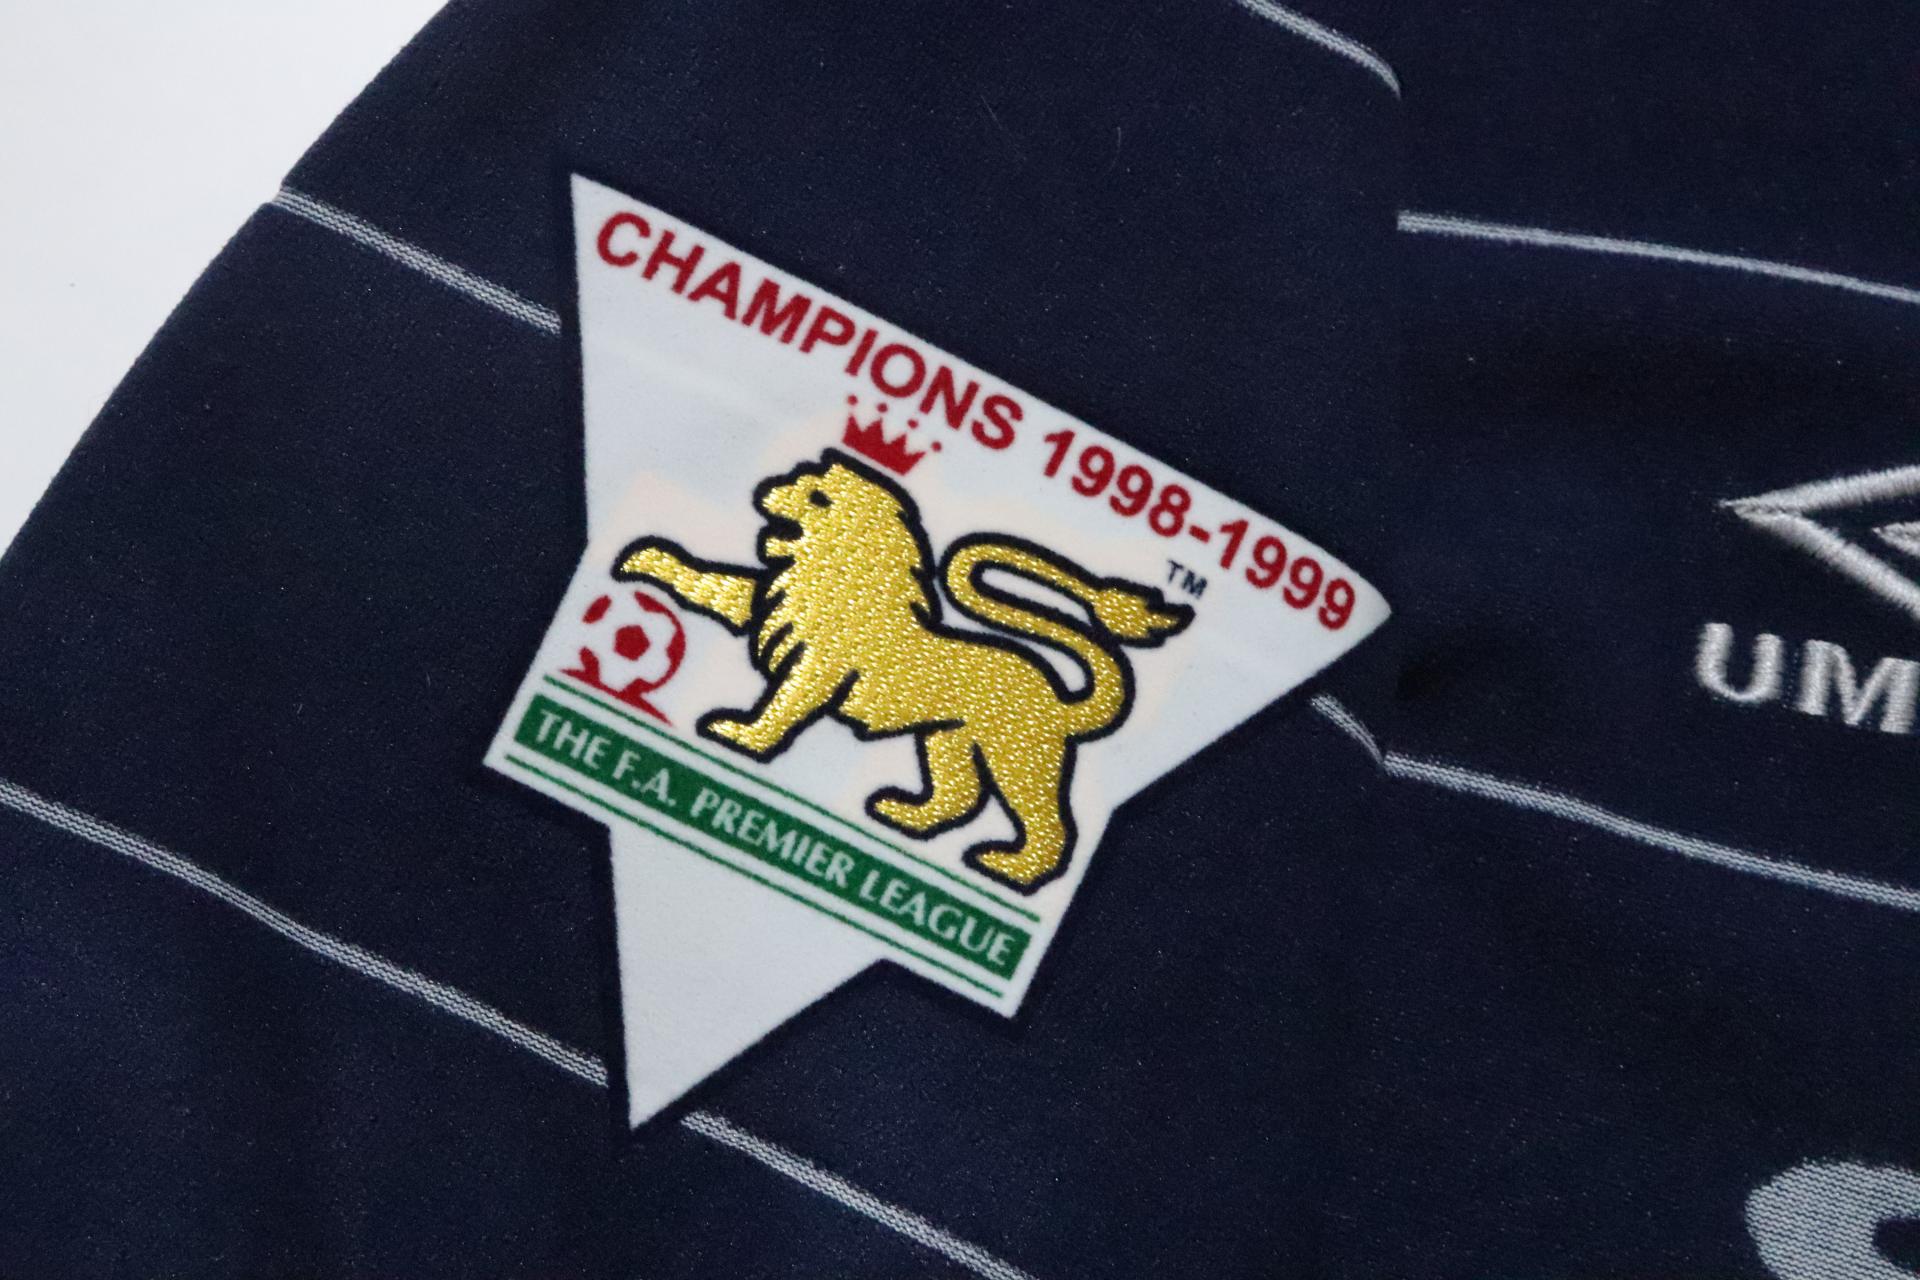 CHAMPIONS 1998-1999
TM
THE F.A. PREMIER LEAGUE